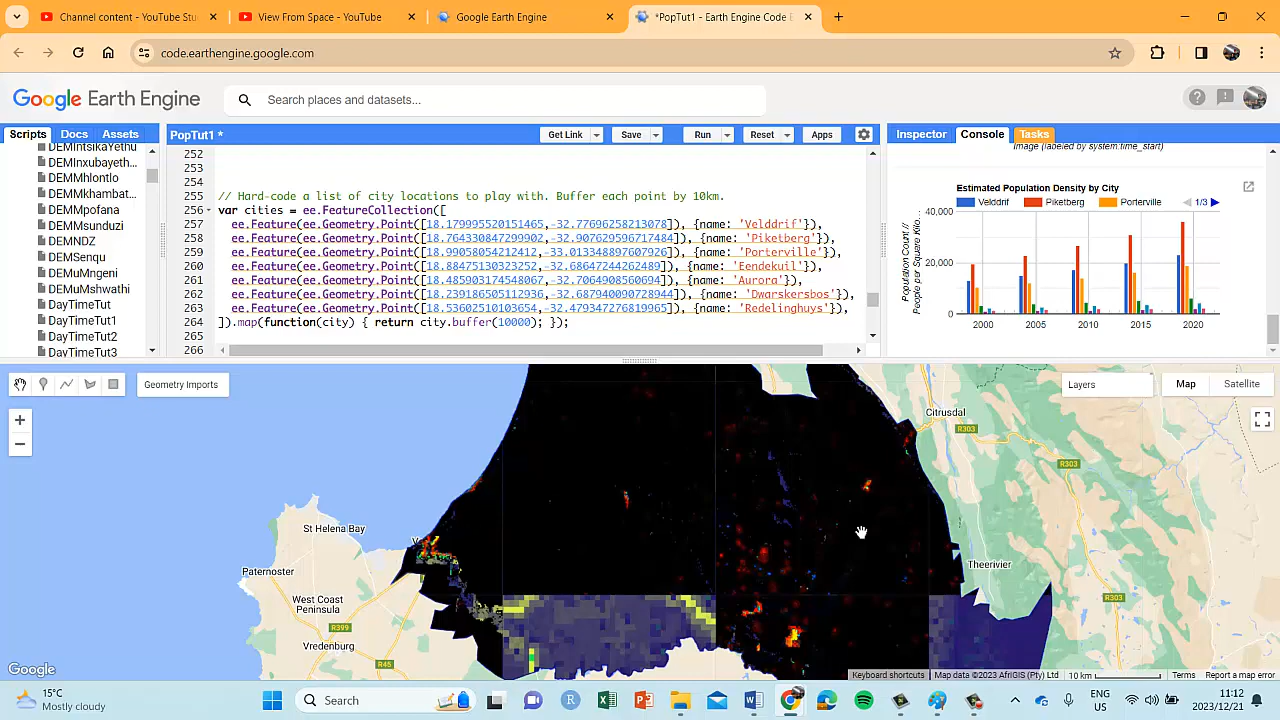 Channel content - YouTube Stu
View From Space - YouTube
Google Earth Engine
*PopTut1 - Earth Engine Code E
code.earthengine.google.com
Google Earth Engine
Search places and datasets...
Scripts
Docs
Assets
PopTut1 *
Get Link
Save
Run
Reset
Apps
Inspector
Console
Tasks
DEMIntsikaYethu
DEMInxubayeth...
DEMMhlontlo
DEMMkhambat...
DEMMpofana
DEMMsunduzi
DEMNDZ
DEMSenqu
DEMuMngeni
DEMuMshwathi
DayTimeTut
DayTimeTut1
DayTimeTut2
DayTimeTut3
252
253
254
255 // Hard-code a list of city locations to play with. Buffer each point by 10km.
256 var cities = ee.FeatureCollection([
257 ee.Feature(ee.Geometry.Point([18.17999520151465,-32.77696258213078]), {name: 'Velddrif'}),
258 ee.Feature(ee.Geometry.Point([18.764330847299902,-32.907629596717484]), {name: 'Piketberg'}),
259 ee.Feature(ee.Geometry.Point([18.99058054212412,-33.013348897607926]), {name: 'Porterville'}),
260 ee.Feature(ee.Geometry.Point([18.88475130323252,-32.68647244262489]), {name: 'Eendekuil'}),
261 ee.Feature(ee.Geometry.Point([18.485903174548067,-32.7064908560694]), {name: 'Aurora'}),
262 ee.Feature(ee.Geometry.Point([18.239186505112936,-32.687940090728944]), {name: 'Dwarskersbos'}),
263 ee.Feature(ee.Geometry.Point([18.53602510103654,-32.479347276819965]), {name: 'Redelinghuys'})
264 ]).map(function(city) { return city.buffer(10000); });
265
266
Image (labeled by system:time_start)
Estimated Population Density by City
Velddrif
Piketberg
Porterville
1/3
Population Count //
People per Square Kilo...
40,000
20,000
0
2000
2005
2010
2015
2020
Geometry Imports
Layers
Map
Satellite
+
−
Citrusdal
R303
R303
St Helena Bay
Paternoster
West Coast
Peninsula
R399
Vredenburg
R45
Theerivier
R303
Google
Keyboard shortcuts
Map data ©2023 AfriGIS (Pty) Ltd
10 km
Terms
Report a map error
15°C
Mostly cloudy
Search
ENG
US
11:12
2023/12/21